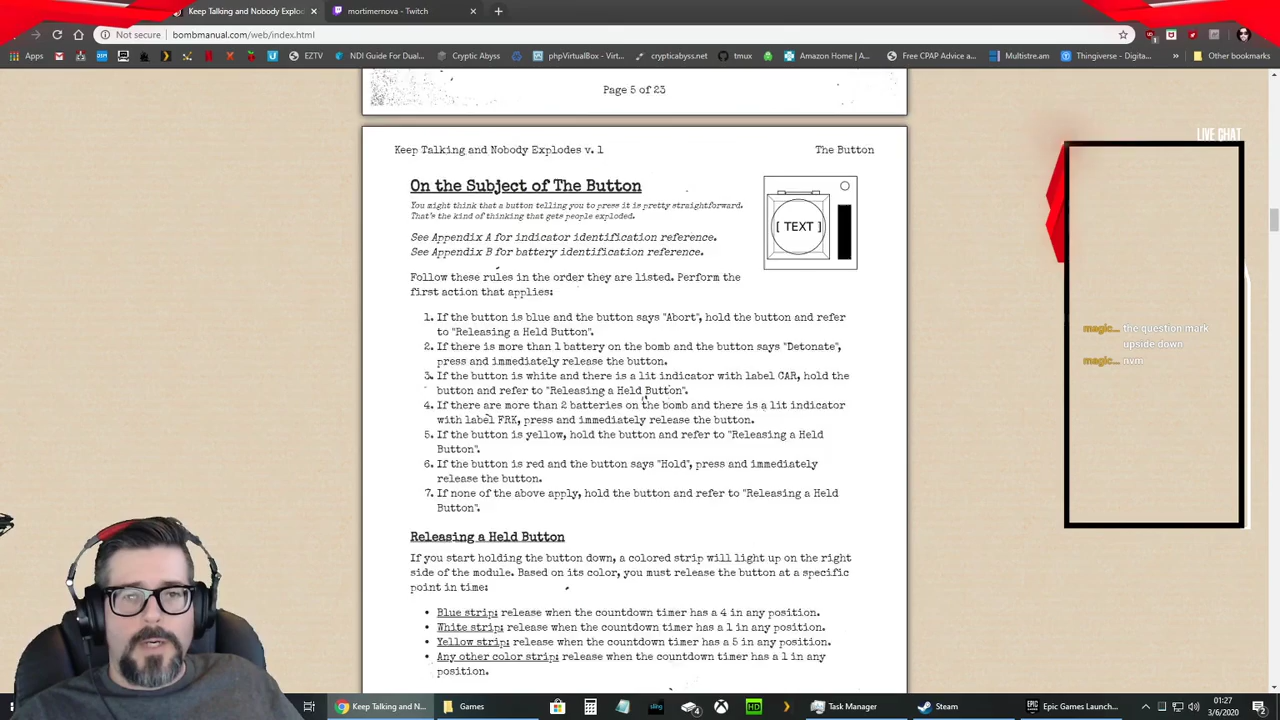 Keep Talking and Nobody Explod
mortimernova - Twitch
Not secure
bombmanual.com/web/index.html
Apps
EZTV
NDI Guide For Dual...
Cryptic Abyss
phpVirtualBox - Virt...
crypticabyss.net
tmux
Amazon Home | A...
Free CPAP Advice a...
Multistre.am
Thingiverse - Digita...
Other bookmarks
Page 5 of 23
LIVE CHAT
Keep Talking and Nobody Explodes v. 1
The Button
On the Subject of The Button
You might think that a button telling you to press it is pretty straightforward.
That's the kind of thinking that gets people exploded.
[ TEXT ]
See Appendix A for indicator identification reference.
See Appendix B for battery identification reference.
Follow these rules in the order they are listed. Perform the
first action that applies:
1. If the button is blue and the button says "Abort", hold the button and refer
to "Releasing a Held Button".
2. If there is more than 1 battery on the bomb and the button says "Detonate",
press and immediately release the button.
3. If the button is white and there is a lit indicator with label CAR, hold the
button and refer to "Releasing a Held Button".
4. If there are more than 2 batteries on the bomb and there is a lit indicator
with label FRK, press and immediately release the button.
5. If the button is yellow, hold the button and refer to "Releasing a Held
Button".
6. If the button is red and the button says "Hold", press and immediately
release the button.
7. If none of the above apply, hold the button and refer to "Releasing a Held
Button".
magic... the question mark
upside down
magic... nvm
Releasing a Held Button
If you start holding the button down, a colored strip will light up on the right
side of the module. Based on its color, you must release the button at a specific
point in time:
• Blue strip: release when the countdown timer has a 4 in any position.
• White strip: release when the countdown timer has a 1 in any position.
• Yellow strip: release when the countdown timer has a 5 in any position.
• Any other color strip: release when the countdown timer has a 1 in any
position.
Keep Talking and N...
Games
sling
HD
Task Manager
Steam
Epic Games Launch...
01:27
3/6/2020